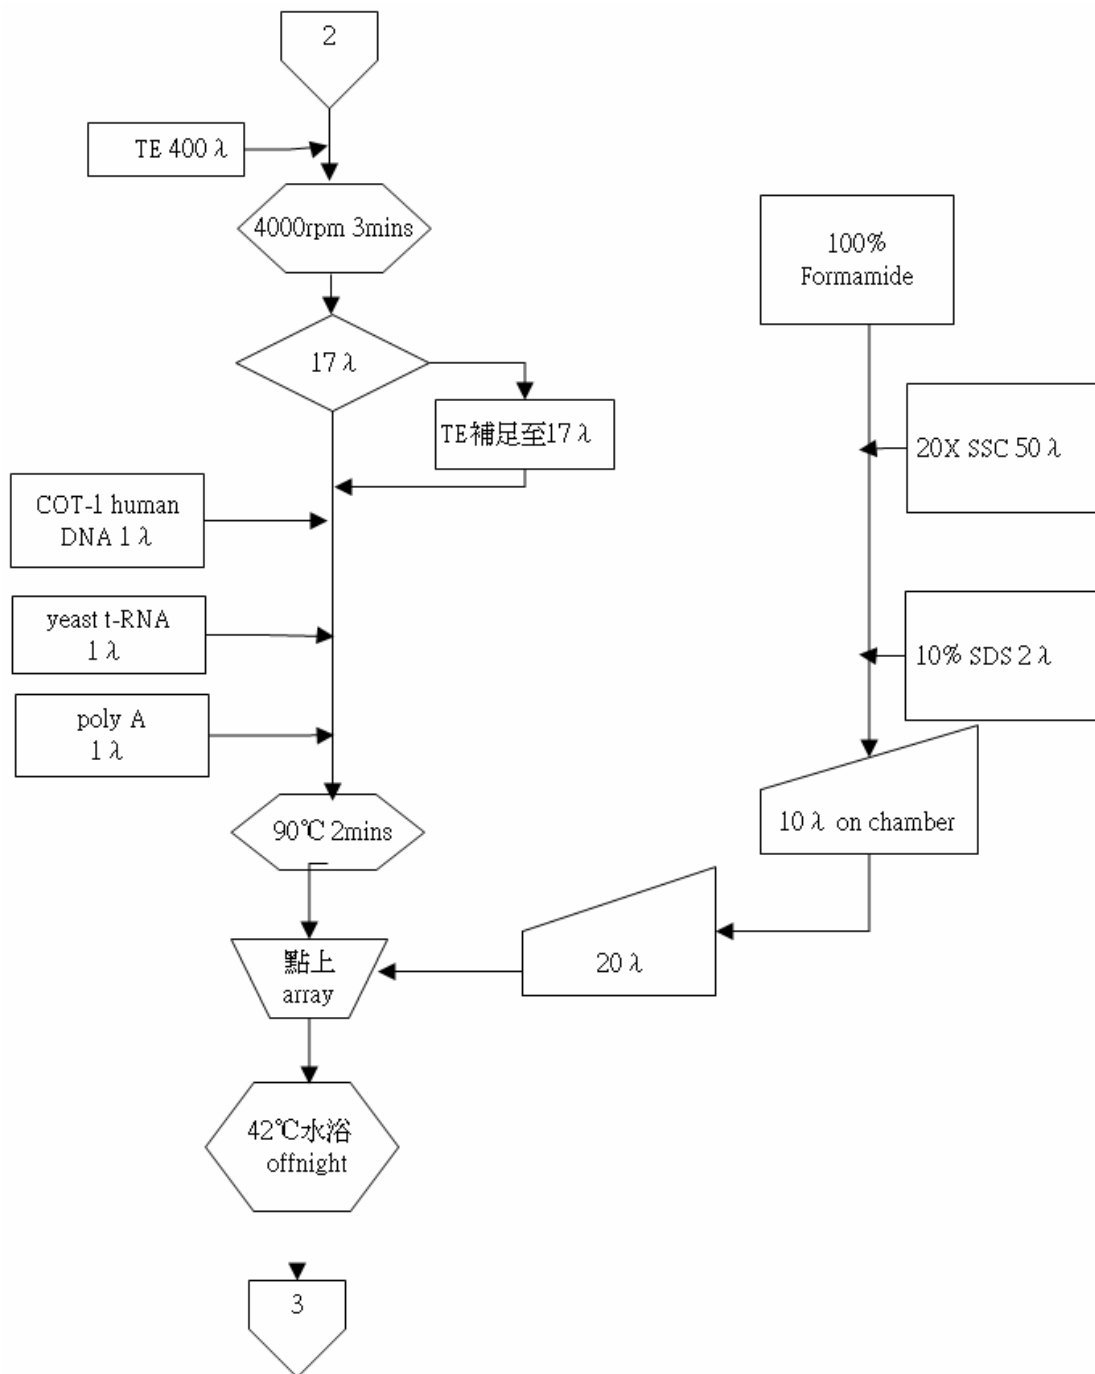 2
TE 400 λ
4000rpm 3mins
100%
Formamide
17 λ
TE補足至17 λ
20X SSC 50 λ
COT-1 human
DNA 1 λ
yeast t-RNA
1 λ
10% SDS 2 λ
poly A
1 λ
90℃ 2mins
10 λ on chamber
20 λ
點上
array
42℃水浴
offnight
3